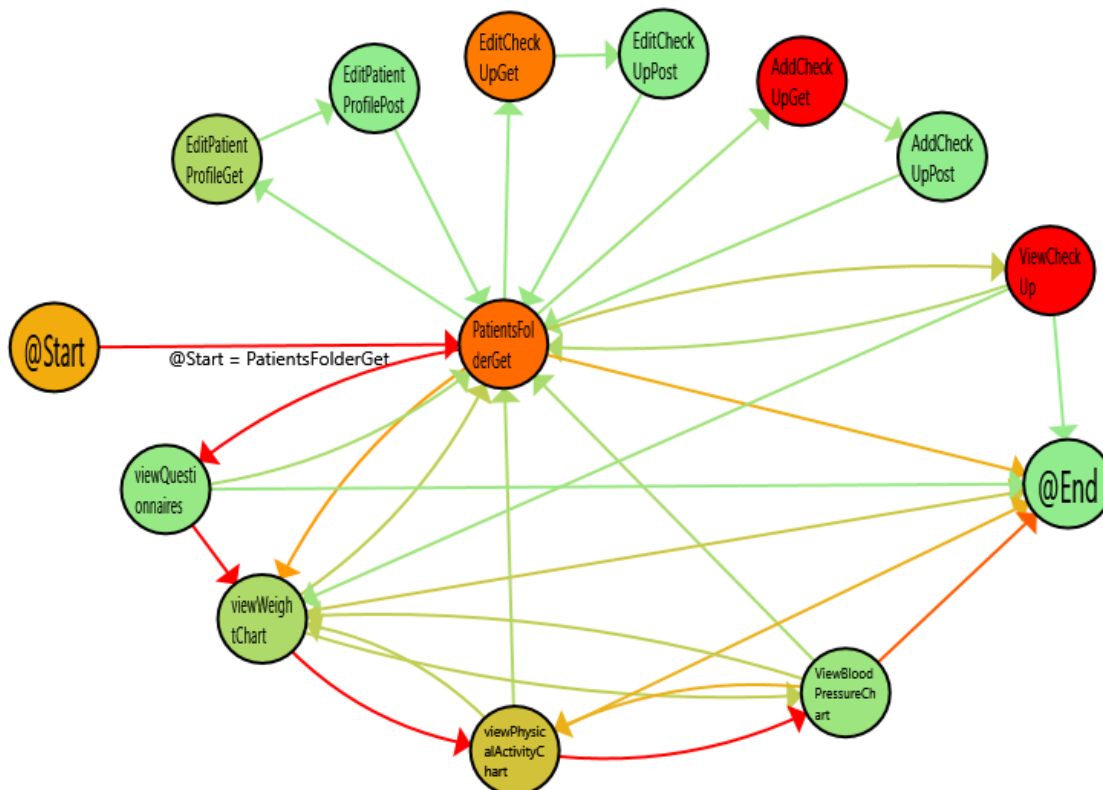 EditCheck
UpGet
EditCheck
UpPost
EditPatient
ProfilePost
AddCheck
UpGet
EditPatient
ProfileGet
AddCheck
UpPost
ViewCheck
Up
@Start
@Start = PatientsFolderGet
PatientsFol
derGet
viewQuesti
onnaires
@End
viewWeigh
tChart
ViewBlood
PressureCh
art
viewPhysic
alActivityC
hart